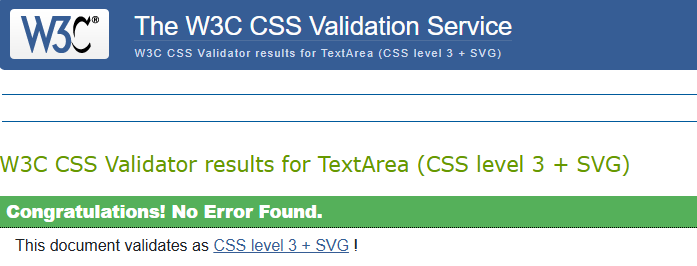 W3C® The W3C CSS Validation Service
W3C CSS Validator results for TextArea (CSS level 3 + SVG)
W3C CSS Validator results for TextArea (CSS level 3 + SVG)
Congratulations! No Error Found.
This document validates as CSS level 3 + SVG !